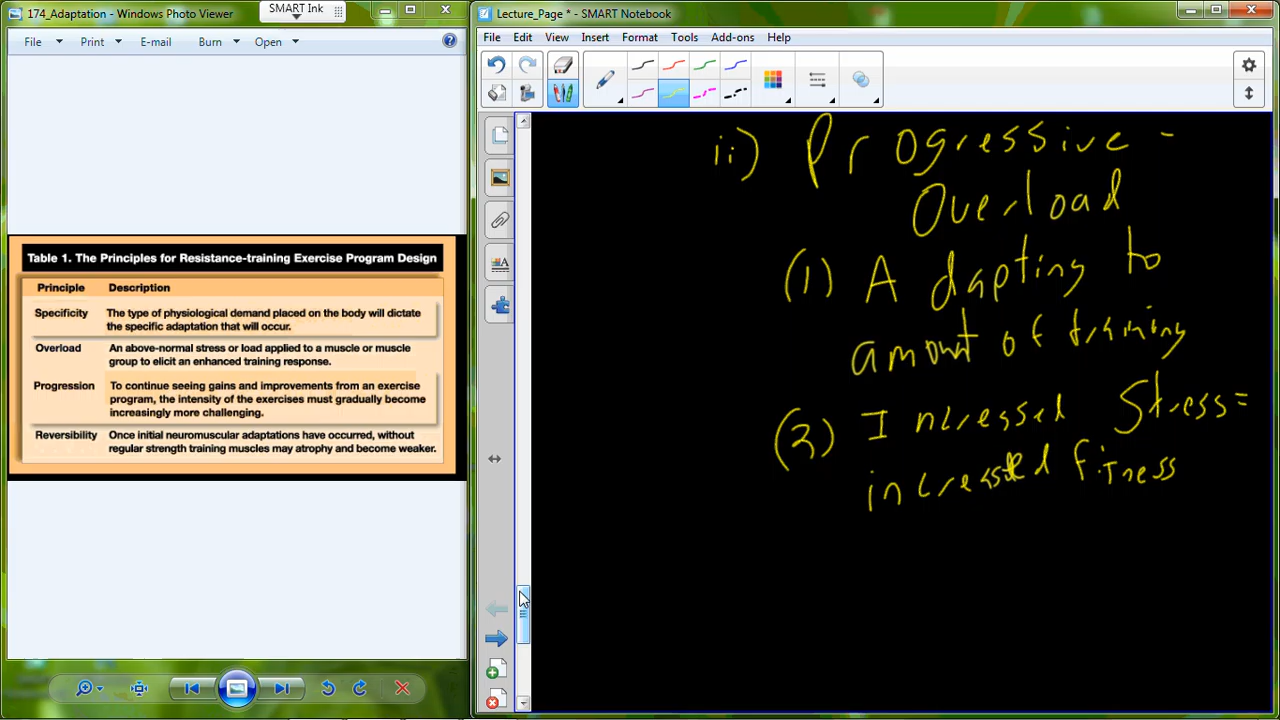 174_Adaptation - Windows Photo Viewer
SMART Ink
File
Print
E-mail
Burn
Open
Table 1. The Principles for Resistance-training Exercise Program Design
Principle
Description
Specificity
The type of physiological demand placed on the body will dictate
the specific adaptation that will occur.
Overload
An above-normal stress or load applied to a muscle or muscle
group to elicit an enhanced training response.
Progression
To continue seeing gains and improvements from an exercise
program, the intensity of the exercises must gradually become
increasingly more challenging.
Reversibility
Once initial neuromuscular adaptations have occurred, without
regular strength training muscles may atrophy and become weaker.
Lecture_Page * - SMART Notebook
File Edit View Insert Format Tools Add-ons Help
ii) Progressive -
Overload
(1) Adapting to
amount of training
(2) Incressed Stress =
incressed fitness